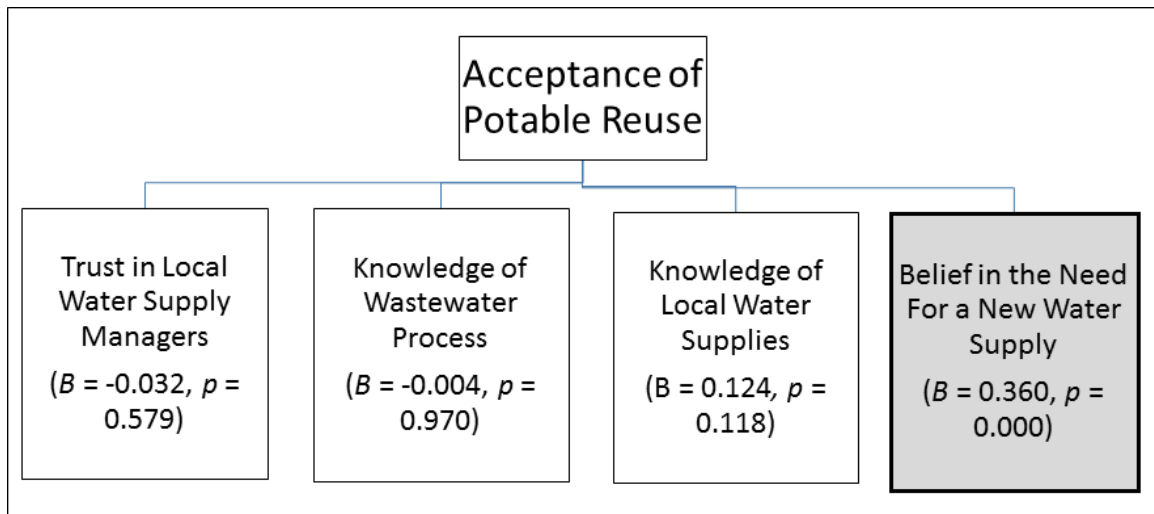 Acceptance of
Potable Reuse
Trust in Local
Water Supply
Managers
(B = -0.032, p =
0.579)
Knowledge of
Wastewater
Process
(B = -0.004, p =
0.970)
Knowledge of
Local Water
Supplies
(B = 0.124, p =
0.118)
Belief in the Need
For a New Water
Supply
(B = 0.360, p =
0.000)